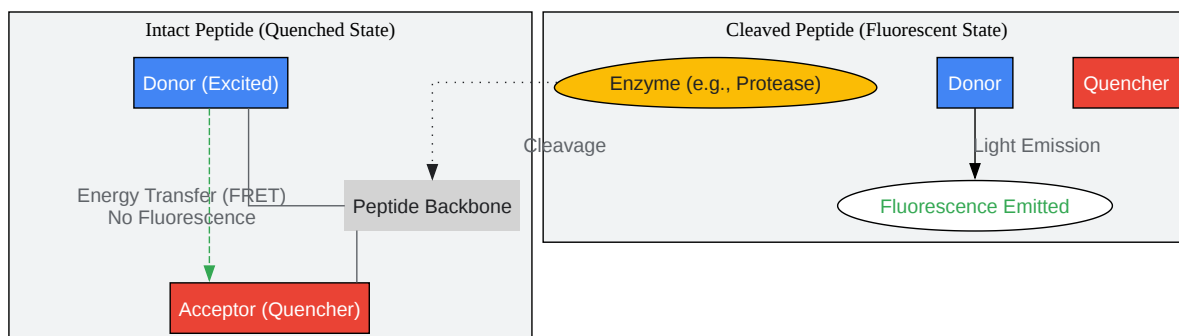 Intact Peptide (Quenched State)
Donor (Excited)
Energy Transfer (FRET)
No Fluorescence
Peptide Backbone
Acceptor (Quencher)
Cleavage
Cleaved Peptide (Fluorescent State)
Enzyme (e.g., Protease)
Donor
Quencher
Light Emission
Fluorescence Emitted